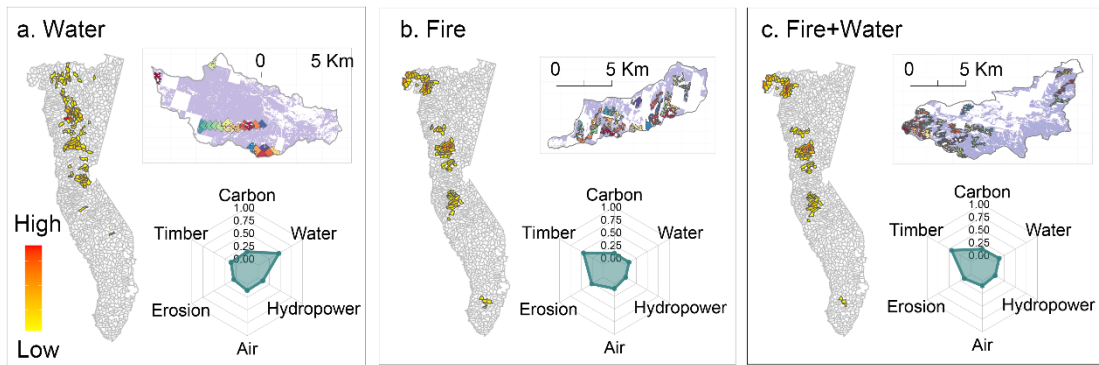 a. Water
0 5 Km
High
Low
Carbon
1.00
0.75
0.50
0.25
0.00
Timber
Water
Erosion
Hydropower
Air
b. Fire
0 5 Km
Carbon
1.00
0.75
0.50
0.25
0.00
Timber
Water
Erosion
Hydropower
Air
c. Fire+Water
0 5 Km
Carbon
1.00
0.75
0.50
0.25
0.00
Timber
Water
Erosion
Hydropower
Air